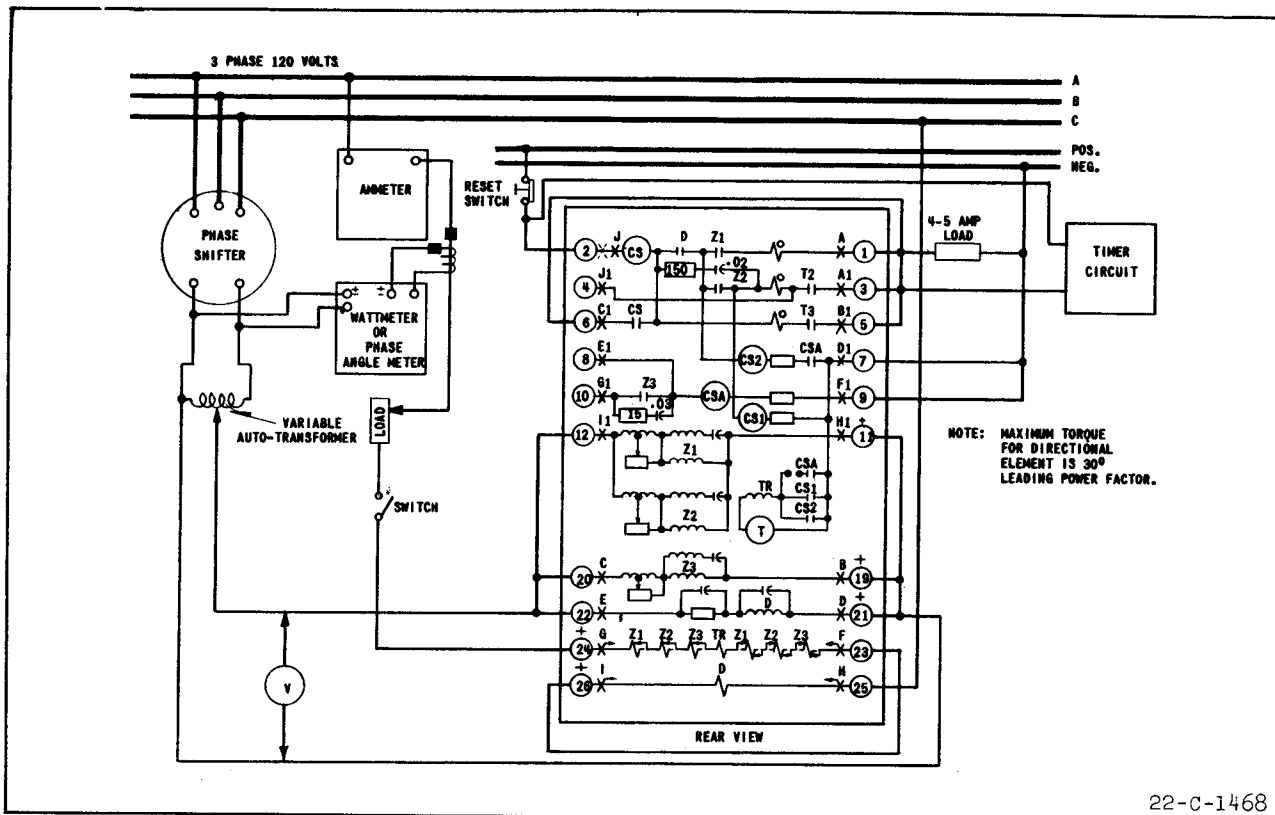 3 PHASE 120 VOLTS
A
B
C
POS.
NEG.
AMMETER
RESET
SWITCH
PHASE
SHIFTER
4-5 AMP
LOAD
TIMER
CIRCUIT
± ±
WATTMETER
OR
PHASE
ANGLE METER
VARIABLE
AUTO-TRANSFORMER
LOAD
SWITCH
V
2 J CS D Z1 A 1
150 .02
Z2
4 J1 T2 A1 3
6 C1 CS T3 B1 5
8 E1 CS2 CSA D1 7
10 G1 Z3 CSA F1 9
15 .03
CS1
12 I1 H1 + 11
Z1
CSA
TR CS1
CS2
Z2
T
20 C Z3 B + 19
22 E D D + 21
+ 24 G Z1 Z2 Z3 TR Z1 Z2 Z3 F 23
+ 26 I D H 25
REAR VIEW
NOTE: MAXIMUM TORQUE
FOR DIRECTIONAL
ELEMENT IS 30°
LEADING POWER FACTOR.
22-C-1468